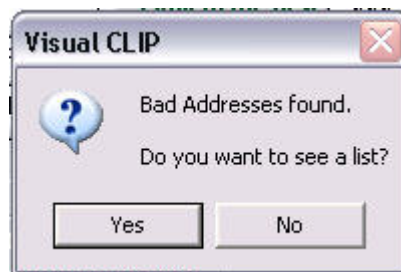 Visual CLIP
Bad Addresses found.
Do you want to see a list?
Yes No